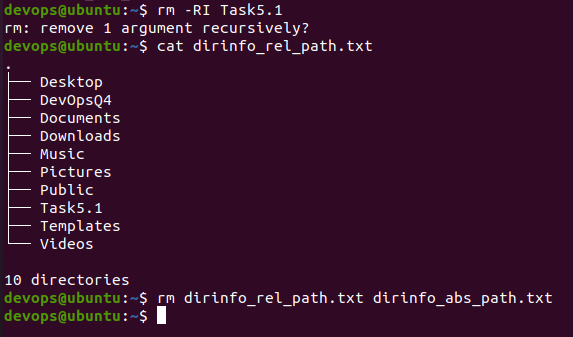 devops@ubuntu:~$ rm -RI Task5.1
rm: remove 1 argument recursively?
devops@ubuntu:~$ cat dirinfo_rel_path.txt
.
├── Desktop
├── DevOpsQ4
├── Documents
├── Downloads
├── Music
├── Pictures
├── Public
├── Task5.1
├── Templates
└── Videos

10 directories
devops@ubuntu:~$ rm dirinfo_rel_path.txt dirinfo_abs_path.txt
devops@ubuntu:~$